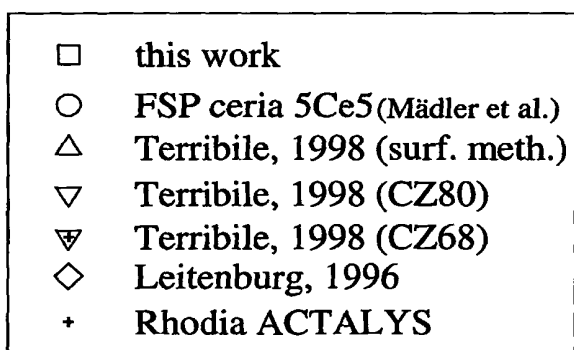 this work
FSP ceria 5Ce5 (Mädler et al.)
Terribile, 1998 (surf. meth.)
Terribile, 1998 (CZ80)
Terribile, 1998 (CZ68)
Leitenburg, 1996
Rhodia ACTALYS